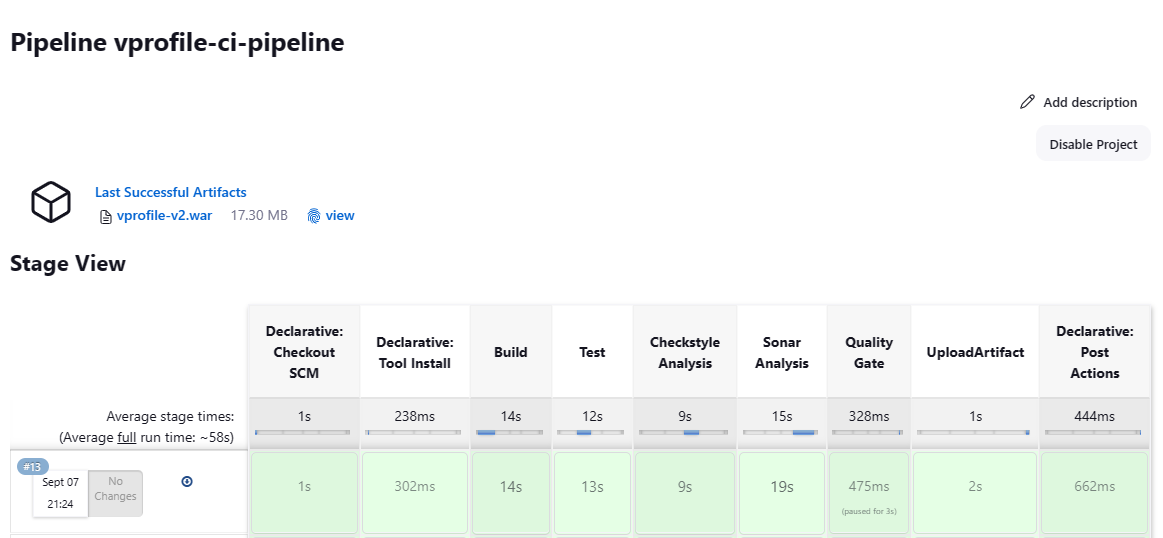 Pipeline vprofile-ci-pipeline
Add description
Disable Project
Last Successful Artifacts
vprofile-v2.war 17.30 MB view
Stage View
Declarative: Checkout SCM
Declarative: Tool Install
Build
Test
Checkstyle Analysis
Sonar Analysis
Quality Gate
UploadArtifact
Declarative: Post Actions
Average stage times:
(Average full run time: ~58s)
1s
238ms
14s
12s
9s
15s
328ms
1s
444ms
#13
Sept 07
21:24
No
Changes
1s
302ms
14s
13s
9s
19s
475ms
(paused for 3s)
2s
662ms